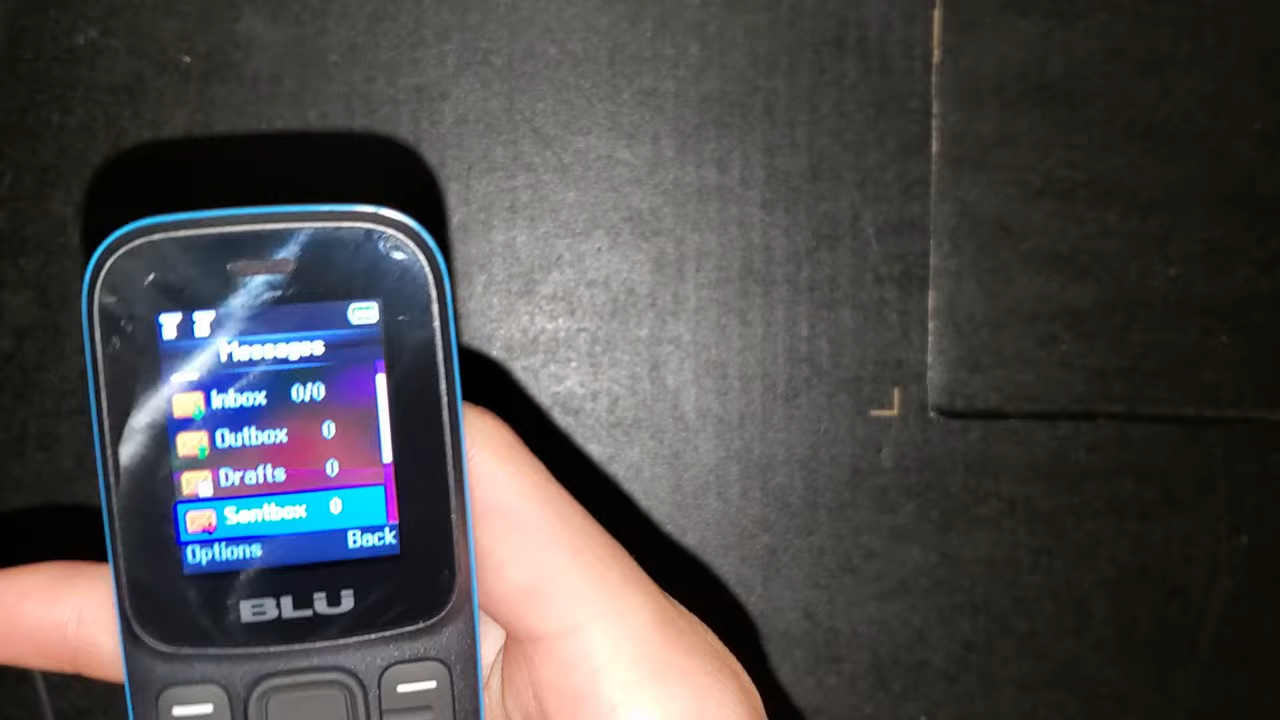 Messages
Inbox 0/0
Outbox 0
Drafts 0
Sentbox 0
Options Back
BLU